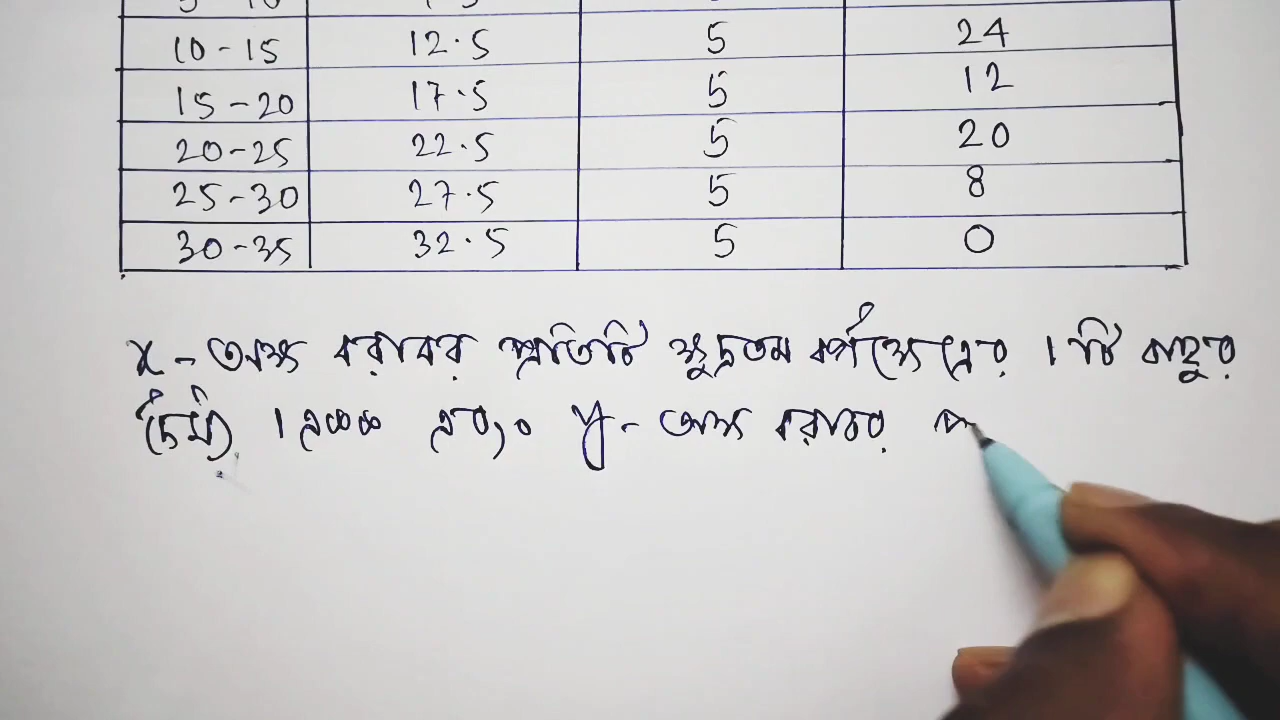 10-15 12.5 5 24
15-20 17.5 5 12
20-25 22.5 5 20
25-30 27.5 5 8
30-35 32.5 5 0
x-অক্ষ বরাবর প্রতিটি ক্ষুদ্রতম বর্গক্ষেত্রের 1টি বাহুর
দৈর্ঘ্য 1 একক এবং y-অক্ষ বরাবর